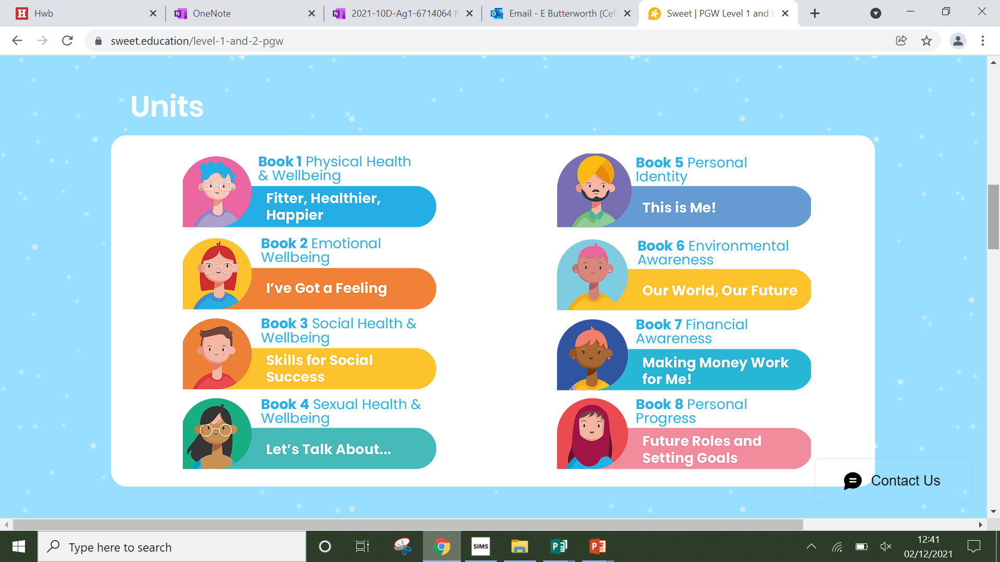 Hwb
OneNote
2021-10D-Ag1-6714064 N
Email - E Butterworth (Cef
Sweet | PGW Level 1 and L
sweet.education/level-1-and-2-pgw
Units
Book 1 Physical Health
& Wellbeing
Fitter, Healthier,
Happier
Book 2 Emotional
Wellbeing
I've Got a Feeling
Book 3 Social Health &
Wellbeing
Skills for Social
Success
Book 4 Sexual Health &
Wellbeing
Let's Talk About...
Book 5 Personal
Identity
This is Me!
Book 6 Environmental
Awareness
Our World, Our Future
Book 7 Financial
Awareness
Making Money Work
for Me!
Book 8 Personal
Progress
Future Roles and
Setting Goals
Contact Us
Type here to search
SIMS
12:41
02/12/2021